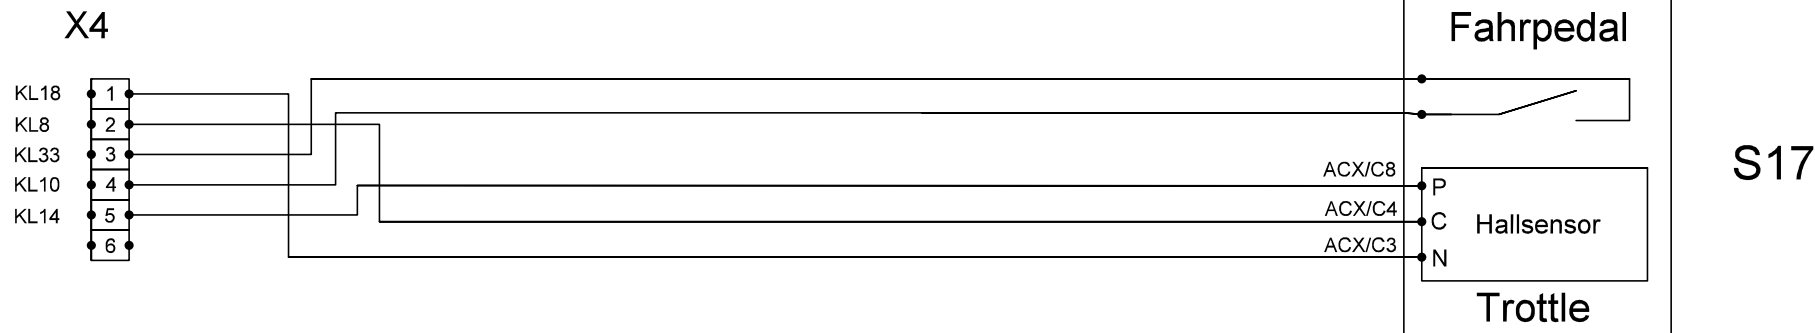 X4
Fahrpedal
KL18 1
KL8 2
KL33 3
KL10 4
KL14 5
6
ACX/C8 P
ACX/C4 C
Hallsensor
ACX/C3 N
S17
Trottle